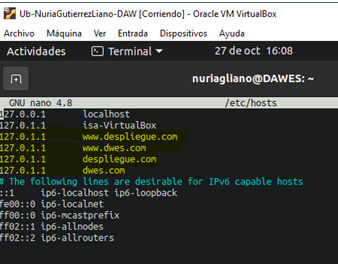 Ub-NuriaGutierrezLiano-DAW [Corriendo] - Oracle VM VirtualBox
Archivo Máquina Ver Entrada Dispositivos Ayuda
Actividades Terminal 27 de oct 16:08
nuriagliano@DAWES: ~
GNU nano 4.8 /etc/hosts
127.0.0.1 localhost
127.0.1.1 isa-VirtualBox
127.0.1.1 www.despliegue.com
127.0.1.1 www.dwes.com
127.0.1.1 despliegue.com
127.0.1.1 dwes.com
# The following lines are desirable for IPv6 capable hosts
::1 ip6-localhost ip6-loopback
fe00::0 ip6-localnet
ff00::0 ip6-mcastprefix
ff02::1 ip6-allnodes
ff02::2 ip6-allrouters